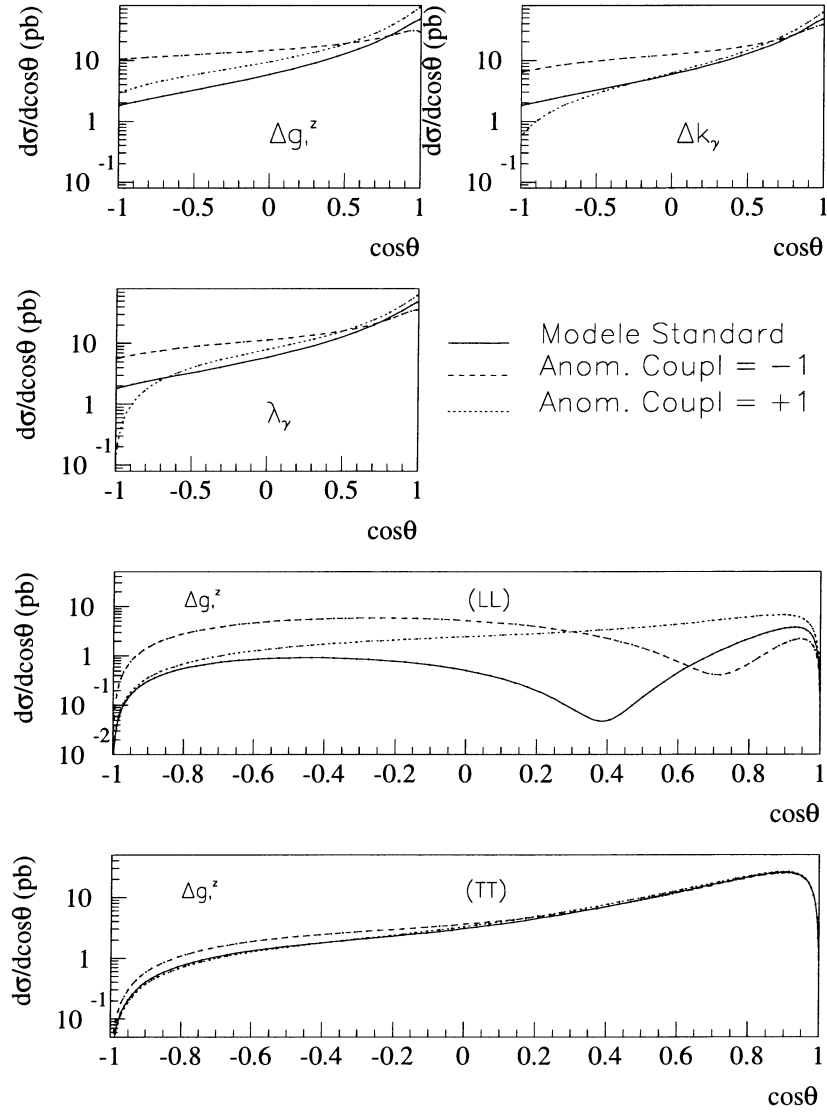 dσ/dcosθ (pb)
10
1
10 -1
Δg₁ᶻ
-1 -0.5 0 0.5 1
cosθ
dσ/dcosθ (pb)
10
1
10 -1
Δkᵧ
-1 -0.5 0 0.5 1
cosθ
dσ/dcosθ (pb)
10
1
10 -1
λᵧ
-1 -0.5 0 0.5 1
cosθ
Modele Standard
Anom. Coupl = -1
Anom. Coupl = +1
dσ/dcosθ (pb)
Δg₁ᶻ (LL)
10
1
10 -1
10 -2
-1 -0.8 -0.6 -0.4 -0.2 0 0.2 0.4 0.6 0.8 1
cosθ
dσ/dcosθ (pb)
Δg₁ᶻ (TT)
10
1
10 -1
-1 -0.8 -0.6 -0.4 -0.2 0 0.2 0.4 0.6 0.8 1
cosθ